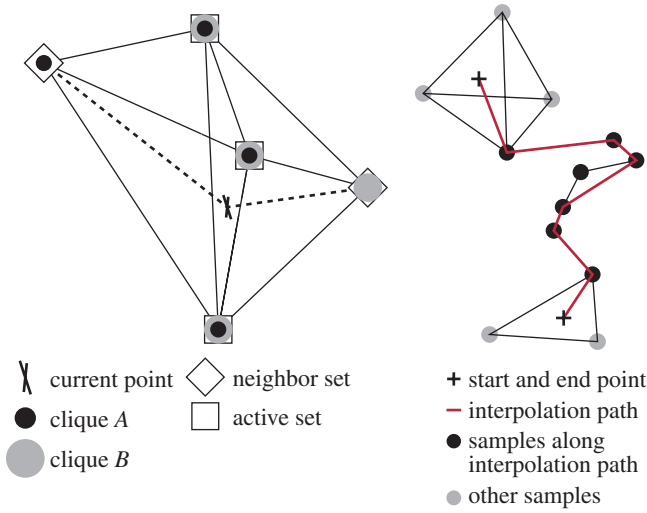 current point
neighbor set
clique A
active set
clique B
start and end point
interpolation path
samples along
interpolation path
other samples